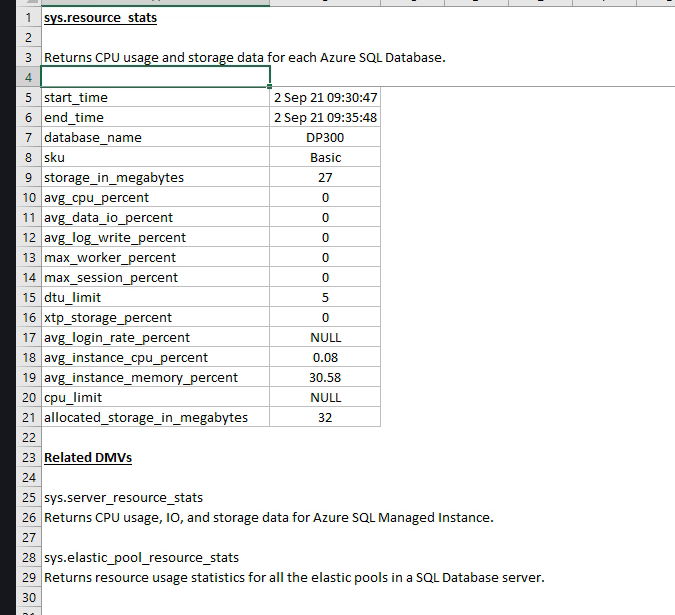 1 sys.resource_stats
2
3 Returns CPU usage and storage data for each Azure SQL Database.
4
5 start_time 2 Sep 21 09:30:47
6 end_time 2 Sep 21 09:35:48
7 database_name DP300
8 sku Basic
9 storage_in_megabytes 27
10 avg_cpu_percent 0
11 avg_data_io_percent 0
12 avg_log_write_percent 0
13 max_worker_percent 0
14 max_session_percent 0
15 dtu_limit 5
16 xtp_storage_percent 0
17 avg_login_rate_percent NULL
18 avg_instance_cpu_percent 0.08
19 avg_instance_memory_percent 30.58
20 cpu_limit NULL
21 allocated_storage_in_megabytes 32
22
23 Related DMVs
24
25 sys.server_resource_stats
26 Returns CPU usage, IO, and storage data for Azure SQL Managed Instance.
27
28 sys.elastic_pool_resource_stats
29 Returns resource usage statistics for all the elastic pools in a SQL Database server.
30